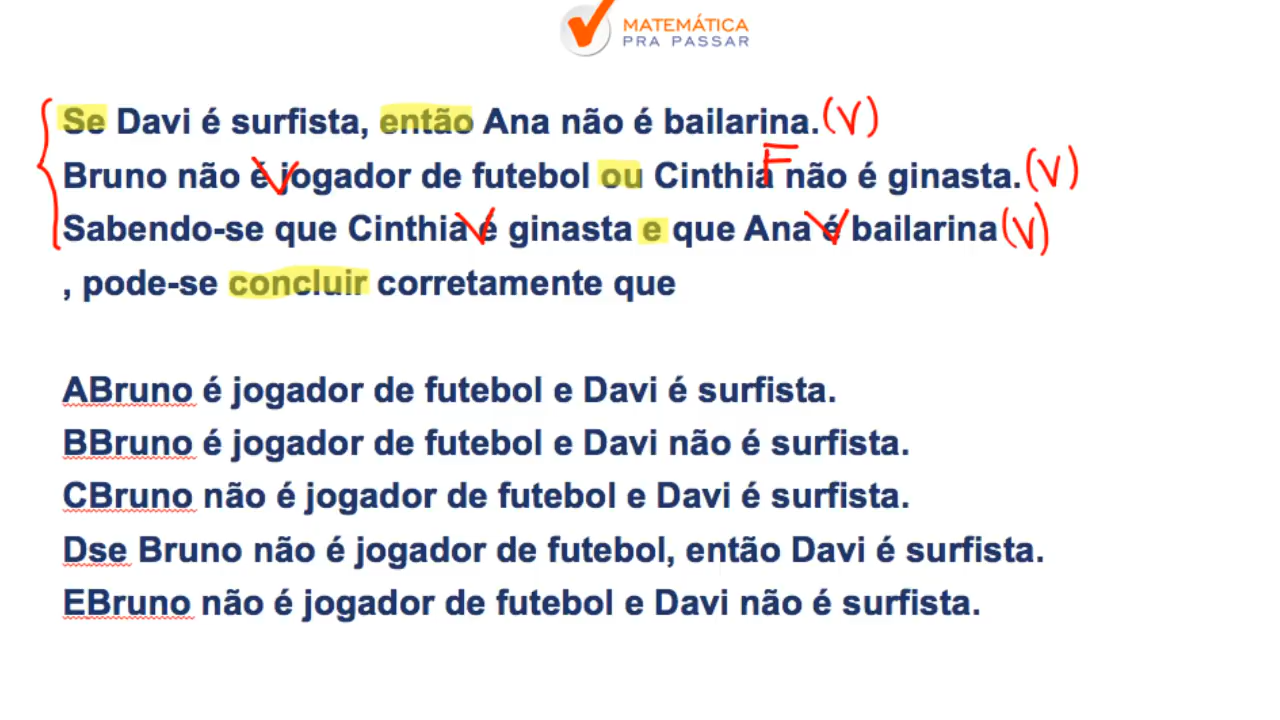 MATEMÁTICA
PRA PASSAR
Se Davi é surfista, então Ana não é bailarina. (V)
F
Bruno não é jogador de futebol ou Cinthia não é ginasta. (V)
V
Sabendo-se que Cinthia é ginasta e que Ana é bailarina (V)
V V
, pode-se concluir corretamente que
ABruno é jogador de futebol e Davi é surfista.
BBruno é jogador de futebol e Davi não é surfista.
CBruno não é jogador de futebol e Davi é surfista.
Dse Bruno não é jogador de futebol, então Davi é surfista.
EBruno não é jogador de futebol e Davi não é surfista.